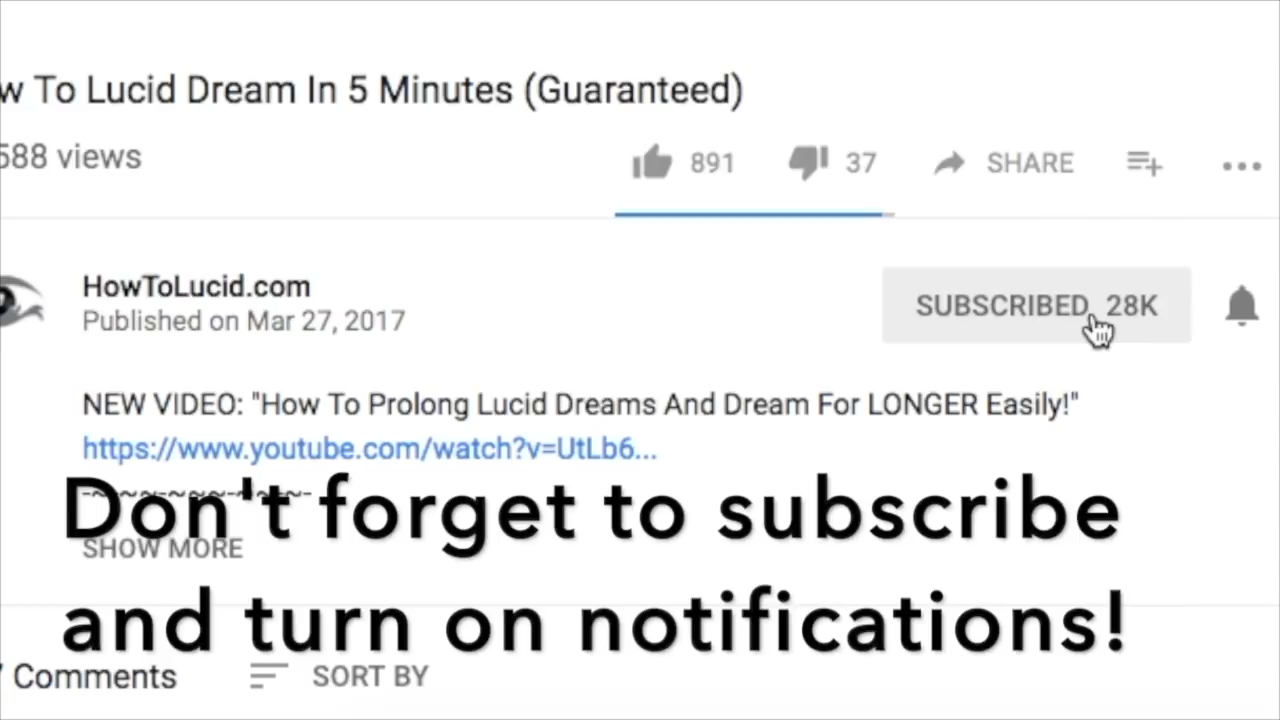 w To Lucid Dream In 5 Minutes (Guaranteed)
588 views
891
37
SHARE
HowToLucid.com
SUBSCRIBED 28K
Published on Mar 27, 2017
NEW VIDEO: "How To Prolong Lucid Dreams And Dream For LONGER Easily!"
https://www.youtube.com/watch?v=UtLb6...
Don't forget to subscribe
SHOW MORE
and turn on notifications!
Comments
SORT BY